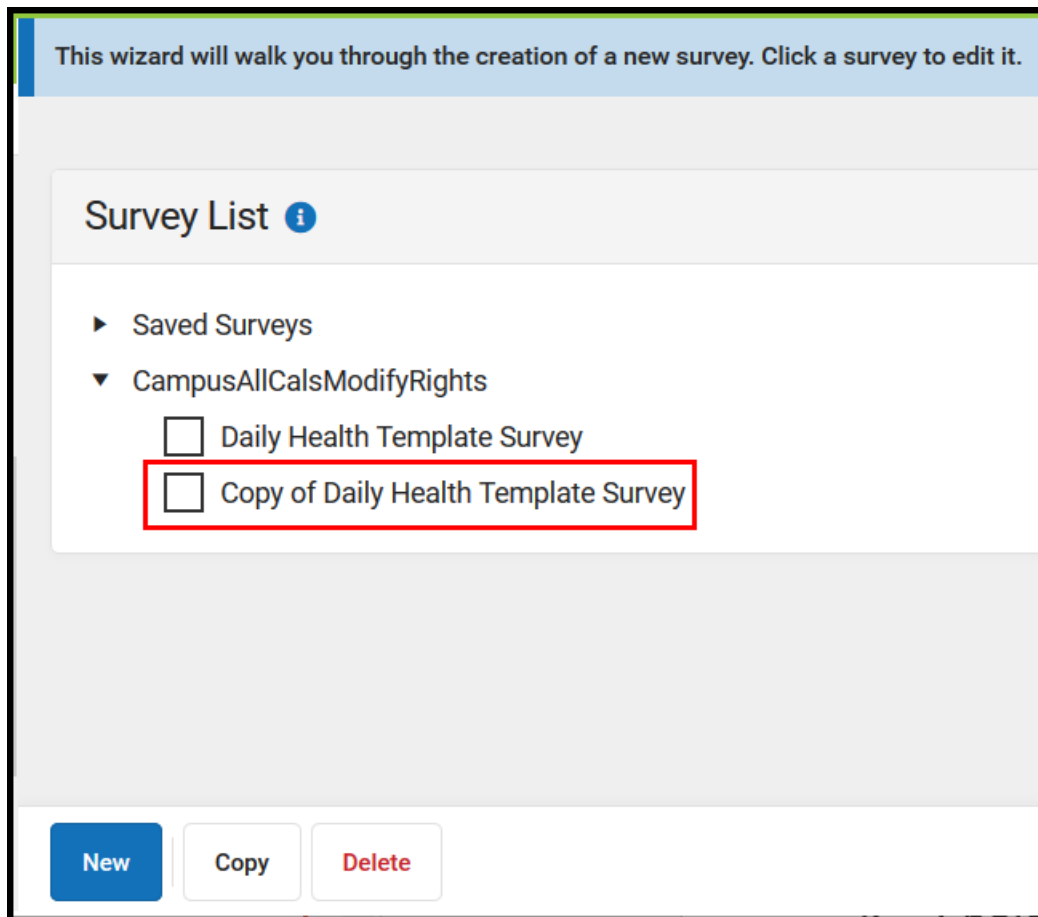 This wizard will walk you through the creation of a new survey. Click a survey to edit it.
Survey List
Saved Surveys
CampusAllCalsModifyRights
Daily Health Template Survey
Copy of Daily Health Template Survey
New
Copy
Delete